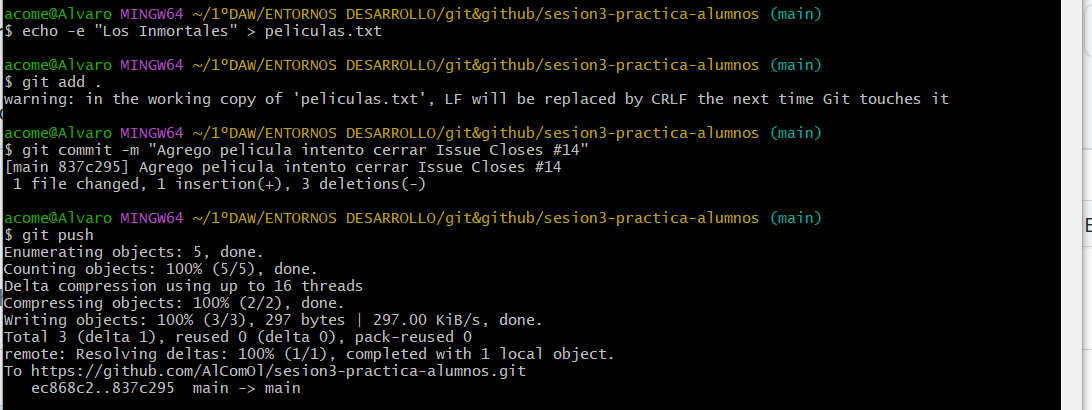 acome@Alvaro MINGW64 ~/1ºDAW/ENTORNOS DESARROLLO/git&github/sesion3-practica-alumnos (main)
$ echo -e "Los Inmortales" > peliculas.txt
acome@Alvaro MINGW64 ~/1ºDAW/ENTORNOS DESARROLLO/git&github/sesion3-practica-alumnos (main)
$ git add .
warning: in the working copy of 'peliculas.txt', LF will be replaced by CRLF the next time Git touches it
acome@Alvaro MINGW64 ~/1ºDAW/ENTORNOS DESARROLLO/git&github/sesion3-practica-alumnos (main)
$ git commit -m "Agrego pelicula intento cerrar Issue Closes #14"
[main 837c295] Agrego pelicula intento cerrar Issue Closes #14
 1 file changed, 1 insertion(+), 3 deletions(-)
acome@Alvaro MINGW64 ~/1ºDAW/ENTORNOS DESARROLLO/git&github/sesion3-practica-alumnos (main)
$ git push
Enumerating objects: 5, done.
Counting objects: 100% (5/5), done.
Delta compression using up to 16 threads
Compressing objects: 100% (2/2), done.
Writing objects: 100% (3/3), 297 bytes | 297.00 KiB/s, done.
Total 3 (delta 1), reused 0 (delta 0), pack-reused 0
remote: Resolving deltas: 100% (1/1), completed with 1 local object.
To https://github.com/AlComOl/sesion3-practica-alumnos.git
   ec868c2..837c295  main -> main